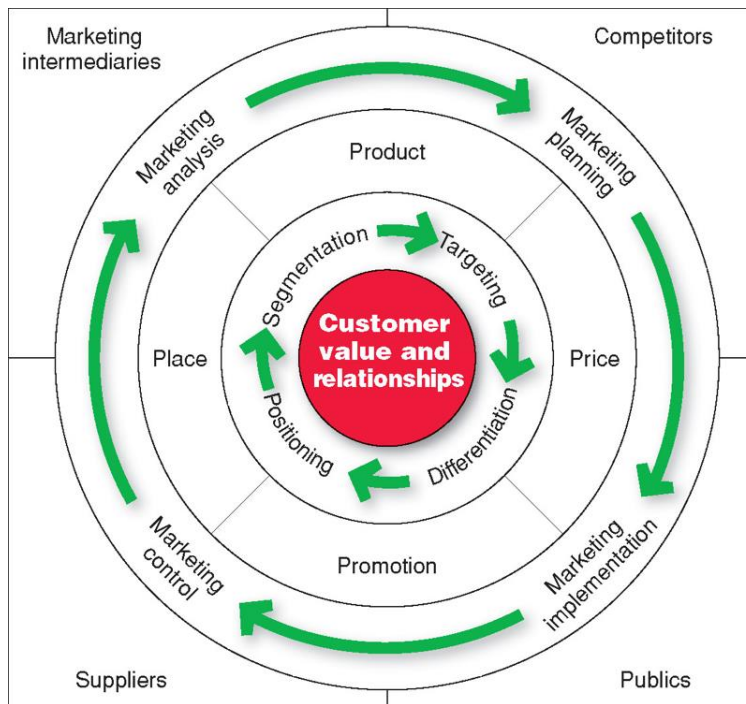 Marketing
intermediaries
Competitors
Marketing
analysis
Marketing
planning
Product
Segmentation
Targeting
Customer
value and
relationships
Place
Price
Positioning
Differentiation
Promotion
Marketing
control
Marketing
implementation
Suppliers
Publics